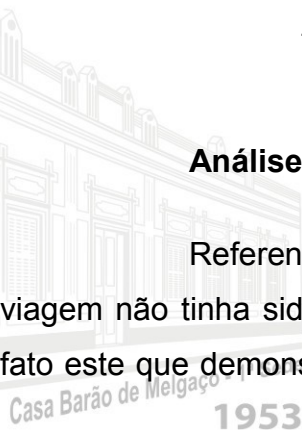 Análise
Referen
viagem não tinha sid
fato este que demons
Casa Barão de Melgaço -
1953